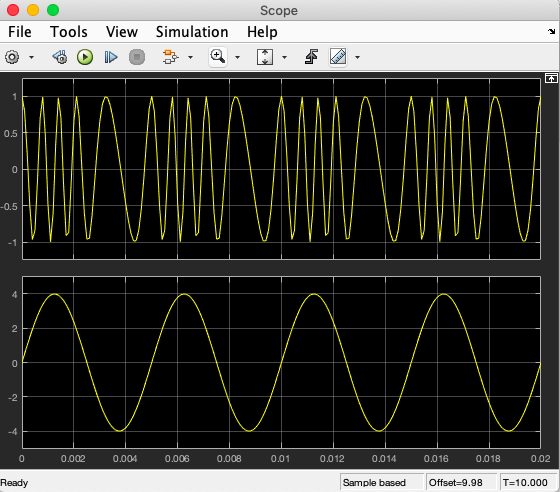 Scope
File Tools View Simulation Help
1
0.5
0
-0.5
-1
4
2
0
-2
-4
0 0.002 0.004 0.006 0.008 0.01 0.012 0.014 0.016 0.018 0.02
Ready Sample based Offset=9.98 T=10.000